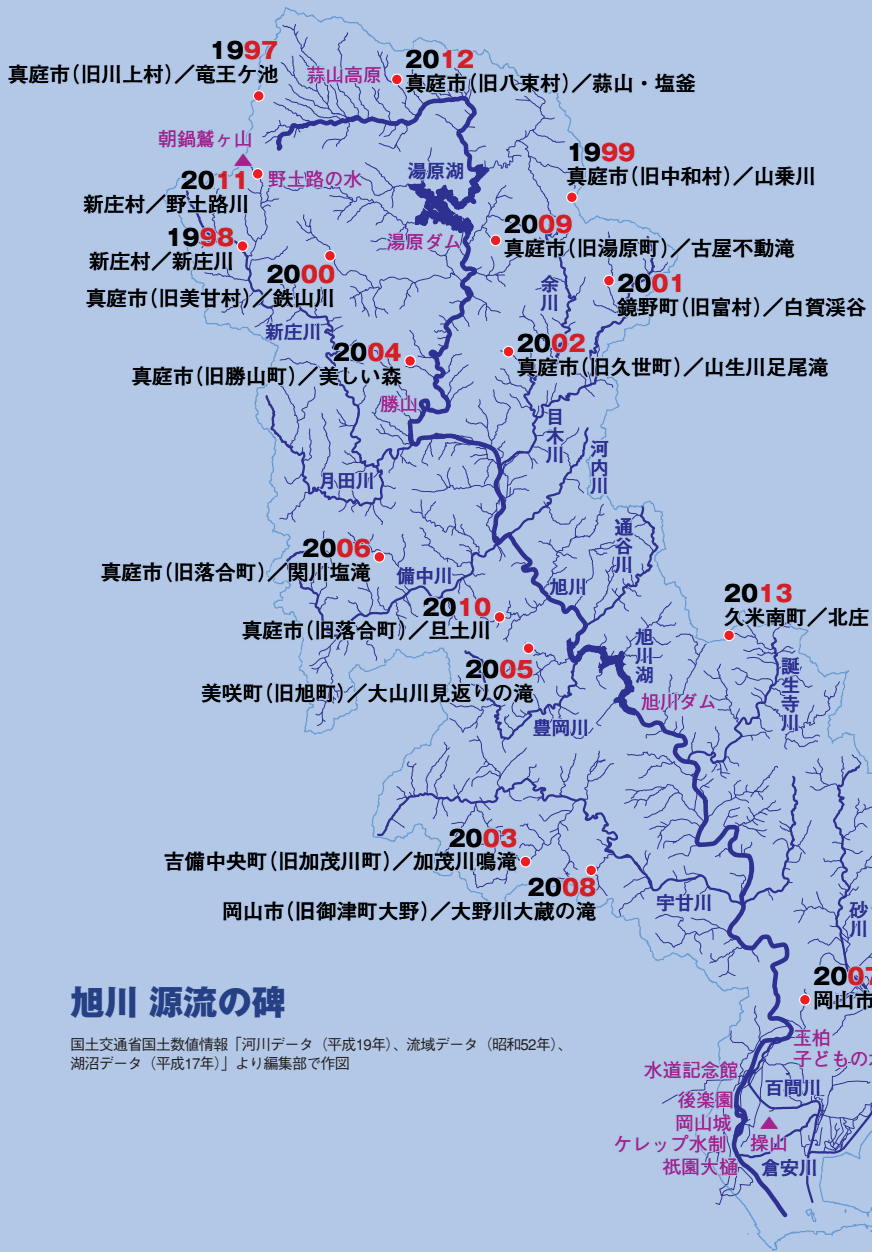 1997
真庭市（旧川上村）／竜王ケ池
蒜山高原
2012
真庭市（旧八束村）／蒜山・塩釜
朝鍋鷲ヶ山
2011
野土路の水
新庄村／野土路川
湯原湖
1999
真庭市（旧中和村）／山乗川
1998
新庄村／新庄川
湯原ダム
2009
真庭市（旧湯原町）／古屋不動滝
2000
真庭市（旧美甘村）／鉄山川
余川
2001
鏡野町（旧富村）／白賀渓谷
新庄川
2004
真庭市（旧勝山町）／美しい森
2002
真庭市（旧久世町）／山生川足尾滝
勝山
目木川
河内川
月田川
通谷川
2006
真庭市（旧落合町）／関川塩滝
備中川
旭川
2010
真庭市（旧落合町）／旦土川
2013
久米南町／北庄
旭川湖
誕生寺川
2005
美咲町（旧旭町）／大山川見返りの滝
旭川ダム
豊岡川
2003
吉備中央町（旧加茂川町）／加茂川鳴滝
2008
岡山市（旧御津町大野）／大野川大蔵の滝
宇甘川
砂川
2007
岡山市
旭川 源流の碑
国土交通省国土数値情報「河川データ（平成19年）、流域データ（昭和52年）、
湖沼データ（平成17年）」より編集部で作図
玉柏
子どもの
水道記念館
百間川
後楽園
岡山城
ケレップ水制
操山
祇園大樋
倉安川